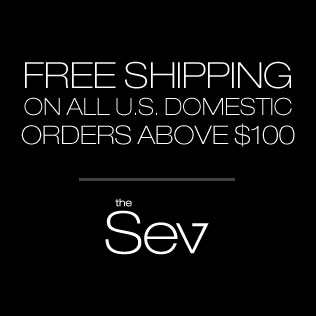 FREE SHIPPING
ON ALL U.S. DOMESTIC
ORDERS ABOVE $100
the
Sev